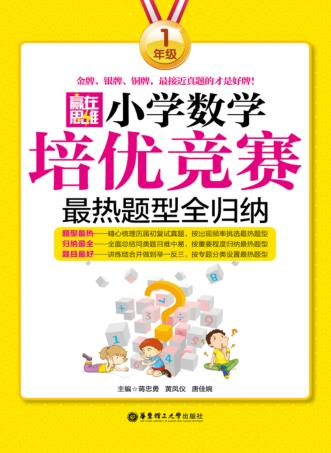 1
年级
金牌、银牌、铜牌，最接近真题的才是好牌！
赢在思维
小学数学
培优竞赛
最热题型全归纳
题型最热——精心梳理历届初复试真题，按出现频率挑选最热题型
归纳最全——全面总结同类题目难中易，按重要程度归纳最热题型
题目最好——讲练结合并做到举一反三，按专题分类设置最热题型
主编⊙蒋忠勇 黄凤仪 唐佳婉
华东理工大学出版社